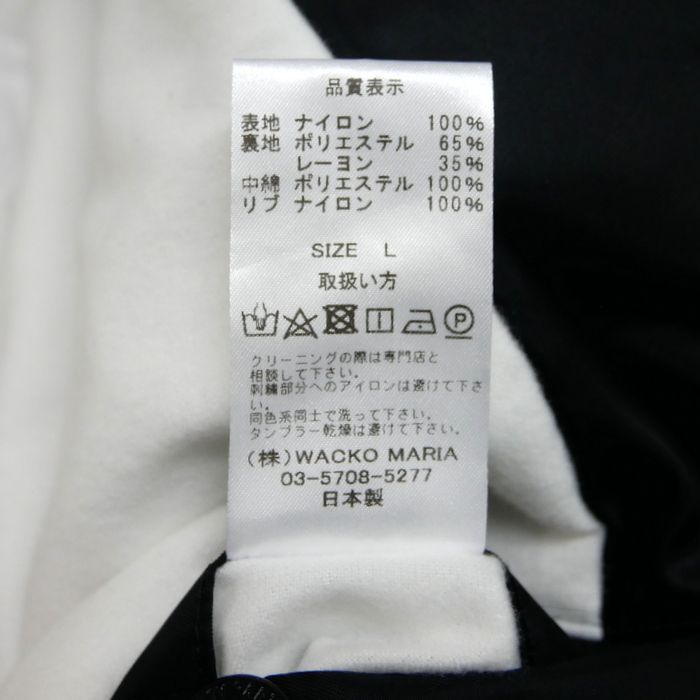 品質表示
表地 ナイロン 100%
裏地 ポリエステル 65%
レーヨン 35%
中綿 ポリエステル 100%
リブ ナイロン 100%
SIZE L
取扱い方
P
クリーニングの際は専門店と
相談して下さい。
刺繍部分へのアイロンは避けて下さ
い。
同色系同士で洗って下さい。
タンブラー乾燥は避けて下さい。
(株)WACKO MARIA
03-5708-5277
日本製